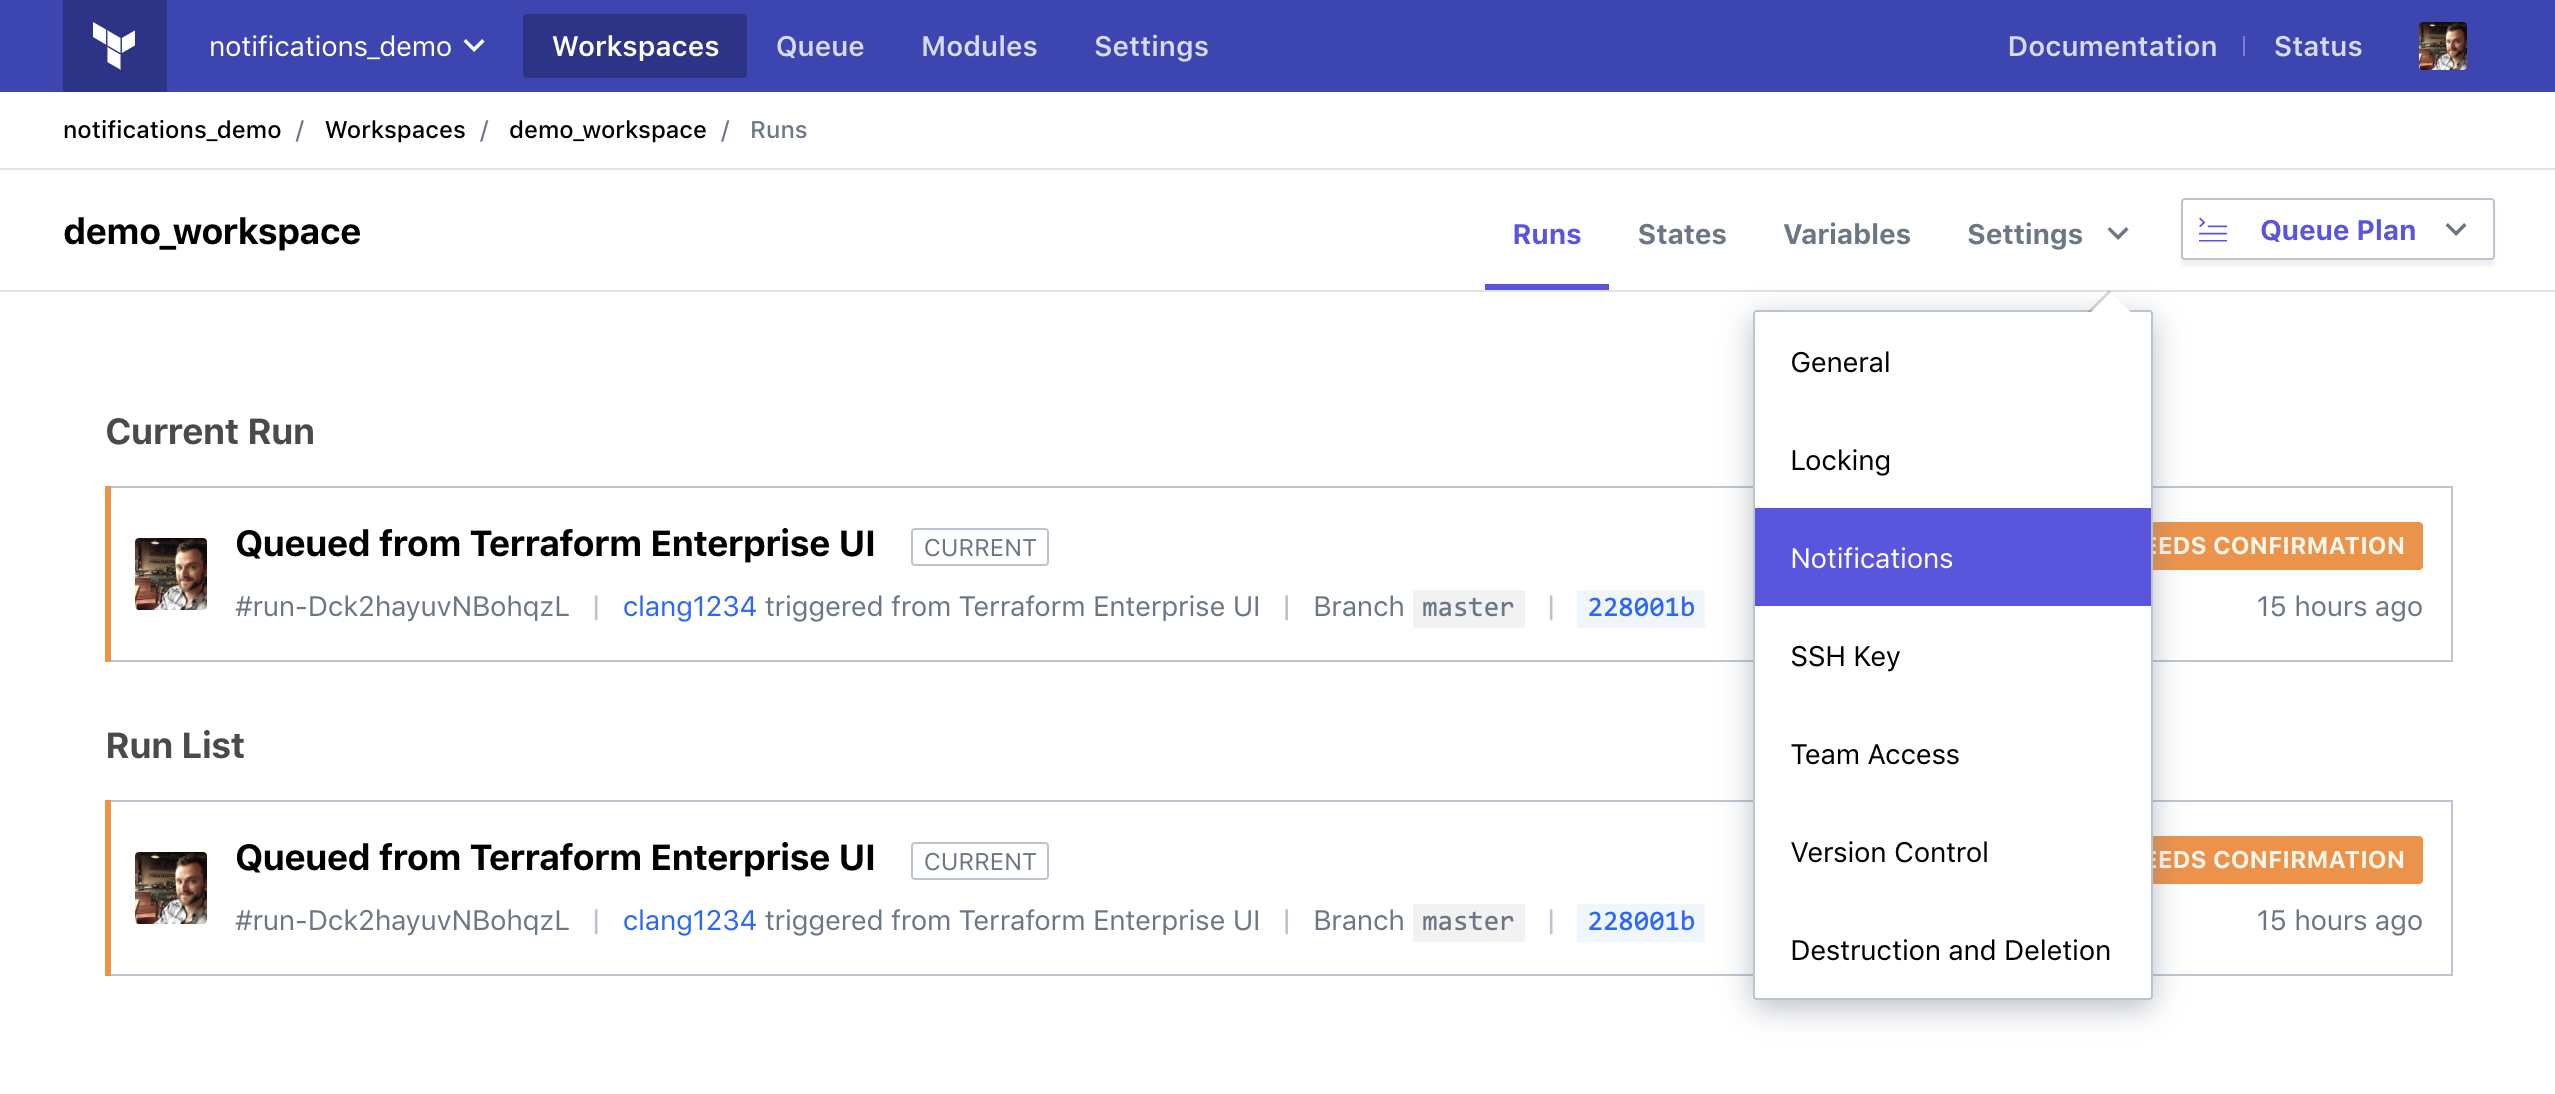 notifications_demo Workspaces Queue Modules Settings Documentation | Status
notifications_demo / Workspaces / demo_workspace / Runs
demo_workspace Runs States Variables Settings Queue Plan
General
Locking
Notifications
SSH Key
Team Access
Version Control
Destruction and Deletion
Current Run
Queued from Terraform Enterprise UI CURRENT CONFIRMATION
#run-Dck2hayuvNBohqzL | clang1234 triggered from Terraform Enterprise UI | Branch master | 228001b 15 hours ago
Run List
Queued from Terraform Enterprise UI CURRENT CONFIRMATION
#run-Dck2hayuvNBohqzL | clang1234 triggered from Terraform Enterprise UI | Branch master | 228001b 15 hours ago